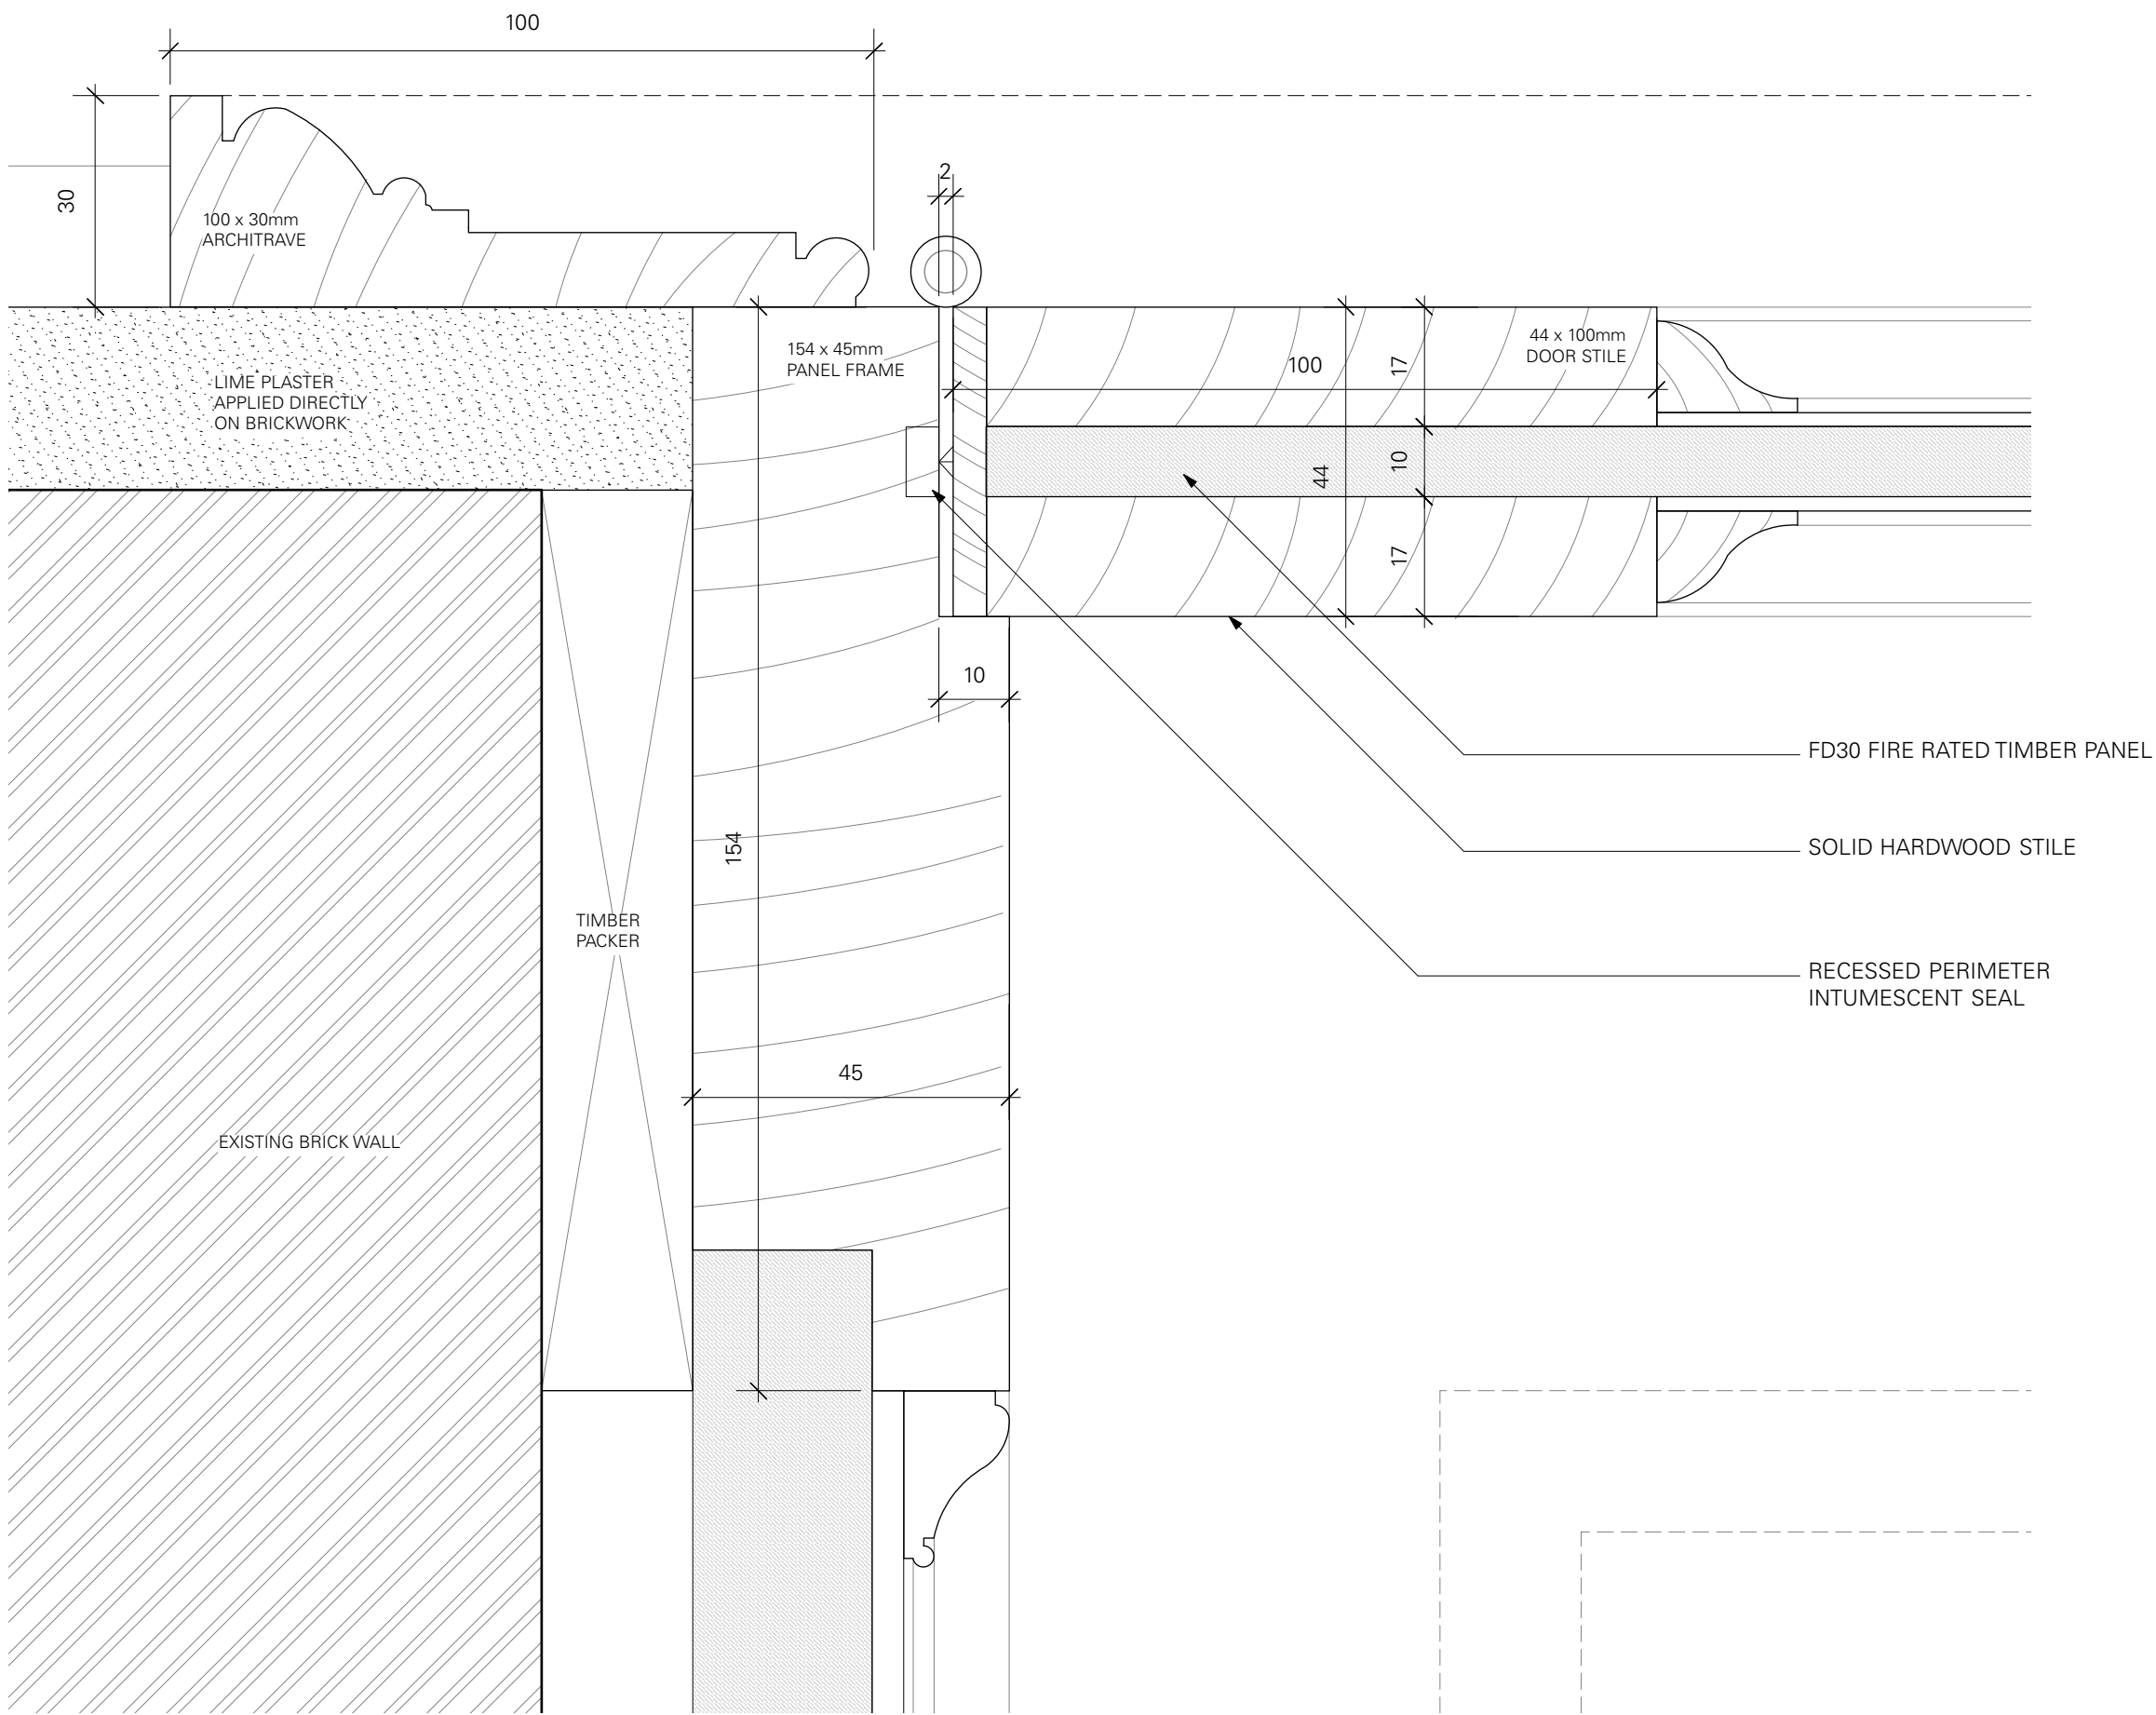 100
30
100 x 30mm
ARCHITRAVE
2
154 x 45mm
PANEL FRAME
44 x 100mm
DOOR STILE
100
17
LIME PLASTER
APPLIED DIRECTLY
ON BRICKWORK
44
10
17
10
FD30 FIRE RATED TIMBER PANEL
SOLID HARDWOOD STILE
154
TIMBER
PACKER
RECESSED PERIMETER
INTUMESCENT SEAL
45
EXISTING BRICK WALL